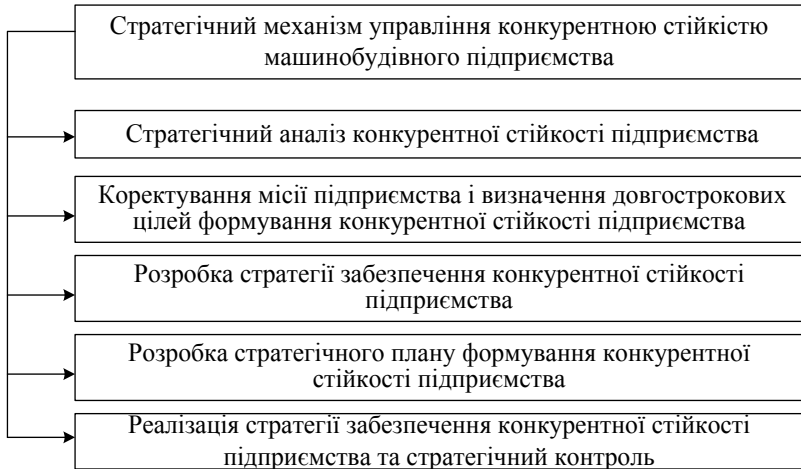 Стратегічний механізм управління конкурентною стійкістю
машинобудівного підприємства
Стратегічний аналіз конкурентної стійкості підприємства
Коректування місії підприємства і визначення довгострокових
цілей формування конкурентної стійкості підприємства
Розробка стратегії забезпечення конкурентної стійкості
підприємства
Розробка стратегічного плану формування конкурентної
стійкості підприємства
Реалізація стратегії забезпечення конкурентної стійкості
підприємства та стратегічний контроль